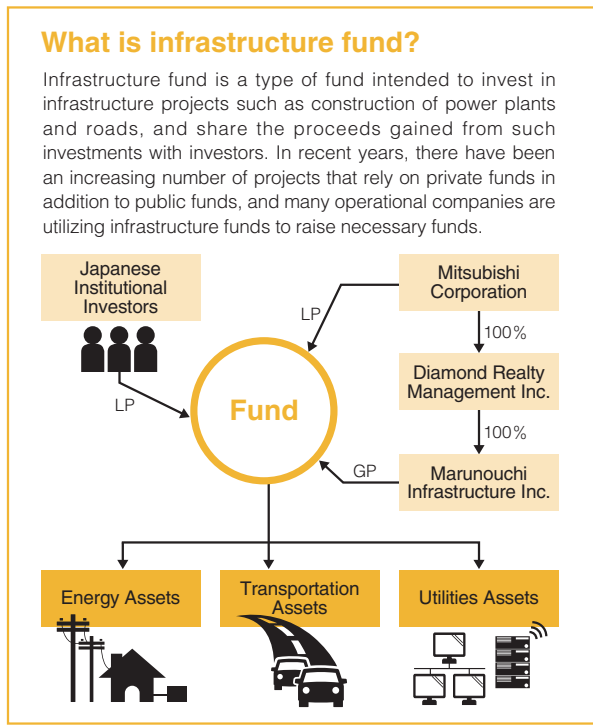 What is infrastructure fund?
Infrastructure fund is a type of fund intended to invest in
infrastructure projects such as construction of power plants
and roads, and share the proceeds gained from such
investments with investors. In recent years, there have been
an increasing number of projects that rely on private funds in
addition to public funds, and many operational companies are
utilizing infrastructure funds to raise necessary funds.
Japanese
Institutional
Investors
LP
Mitsubishi
Corporation
LP
100%
Diamond Realty
Management Inc.
100%
Marunouchi
Infrastructure Inc.
GP
Fund
Energy Assets
Transportation
Assets
Utilities Assets